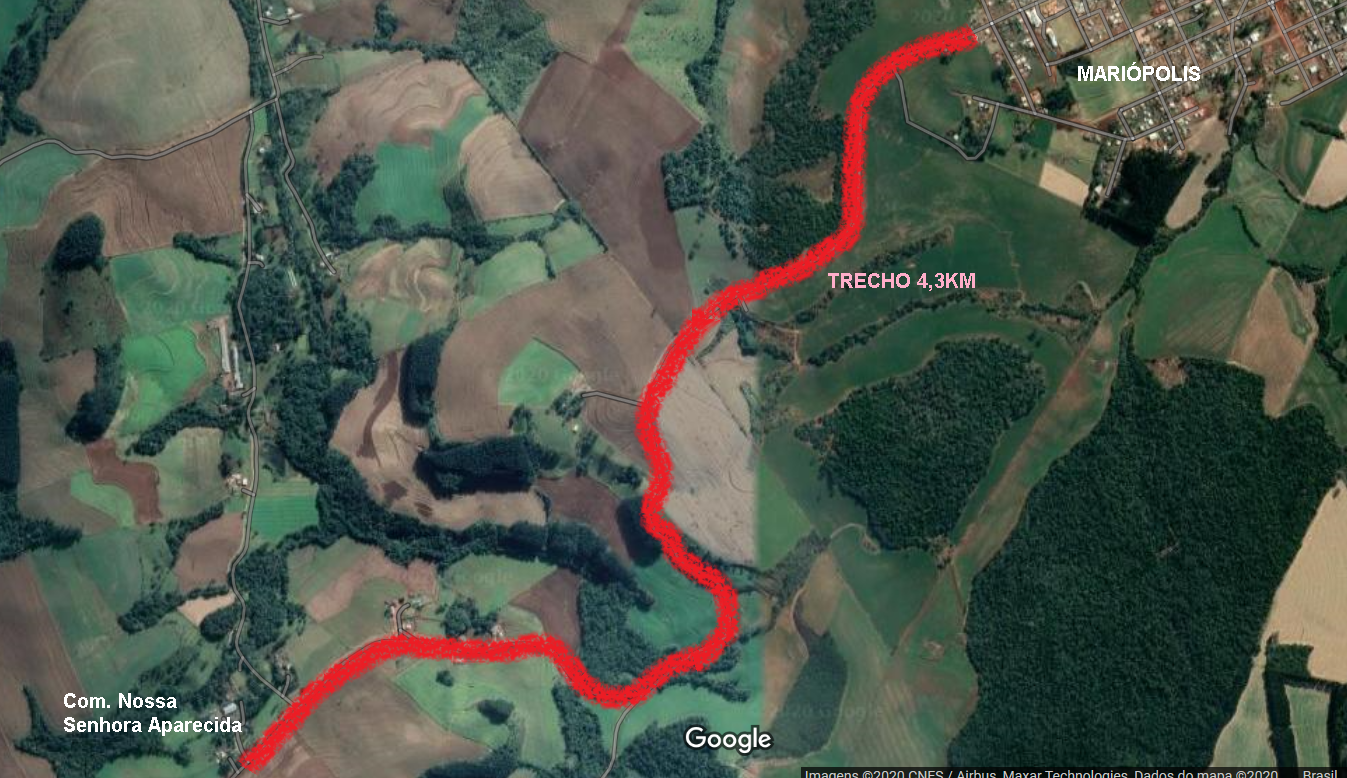 MARIÓPOLIS
TRECHO 4,3KM
Com. Nossa
Senhora Aparecida
Google
Imagens ©2020 CNES / Airbus, Maxar Technologies, Dados do mapa ©2020 Brasil